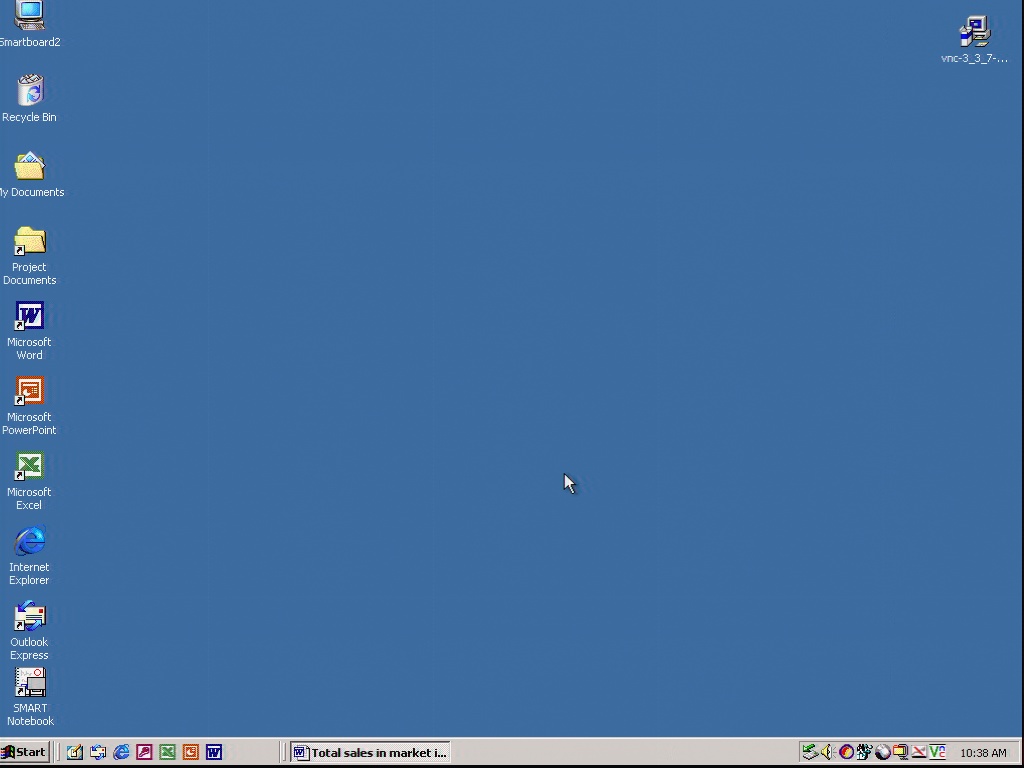 Smartboard2
vnc-3_3_7-...
Recycle Bin
My Documents
Project
Documents
Microsoft
Word
Microsoft
PowerPoint
Microsoft
Excel
Internet
Explorer
Outlook
Express
SMART
Notebook
Start
Total sales in market i...
10:38 AM